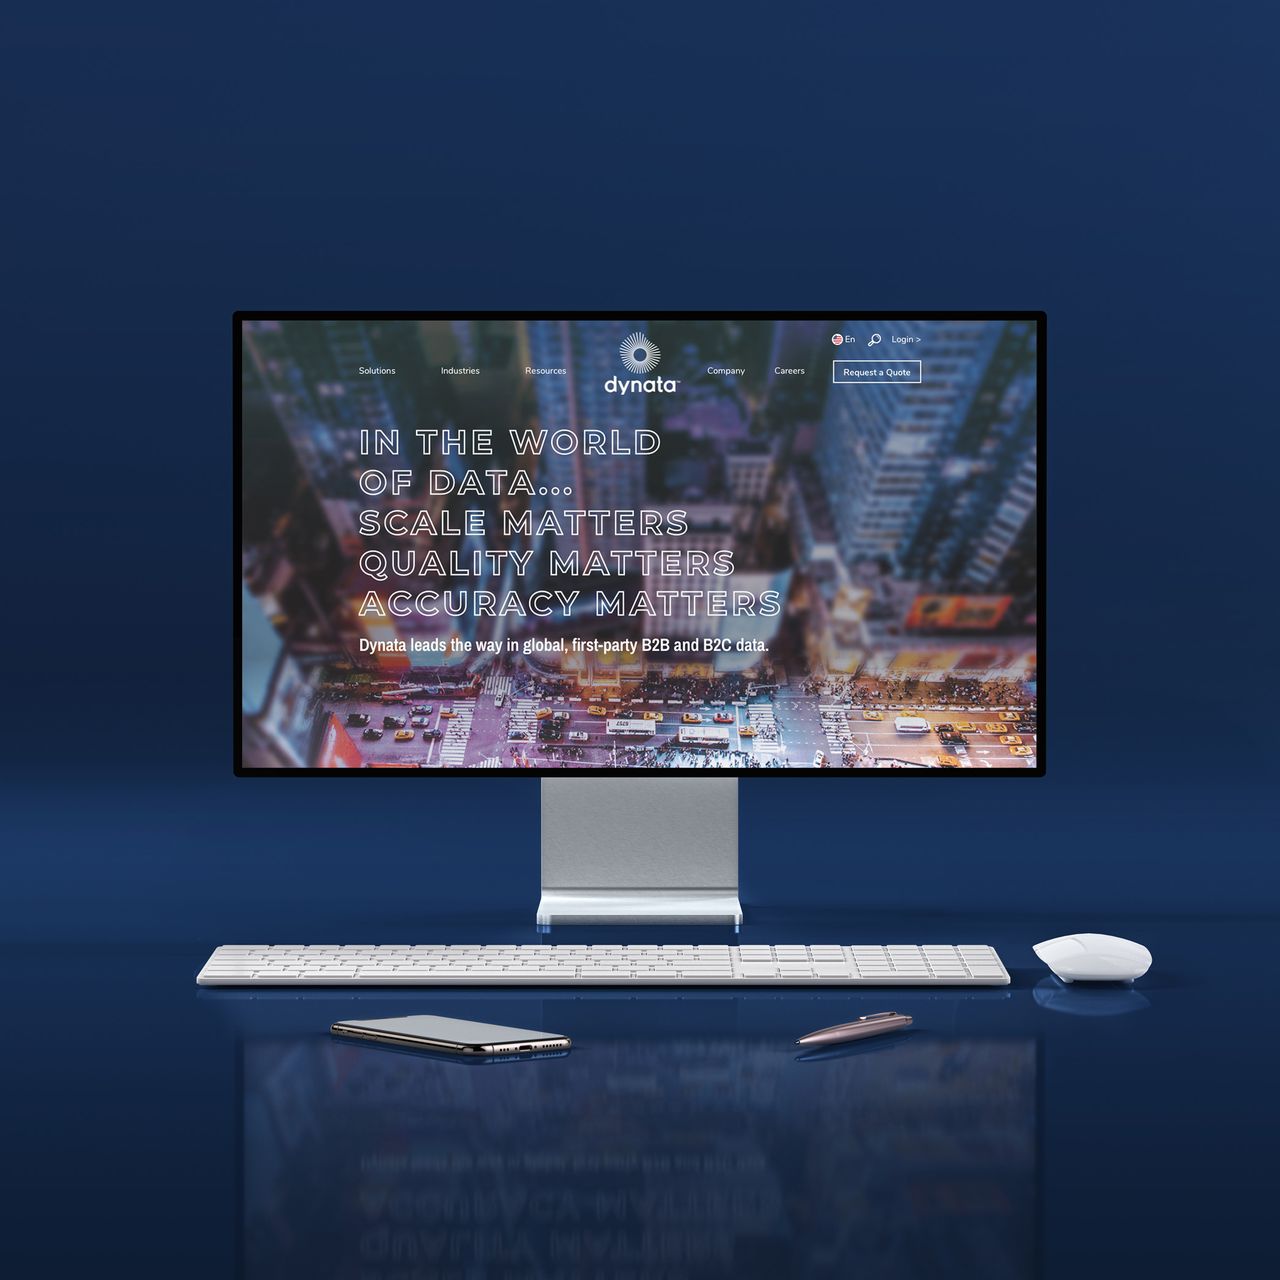 En
Login >
Solutions
Industries
Resources
dynata™
Company
Careers
Request a Quote
IN THE WORLD
OF DATA...
SCALE MATTERS
QUALITY MATTERS
ACCURACY MATTERS
Dynata leads the way in global, first-party B2B and B2C data.